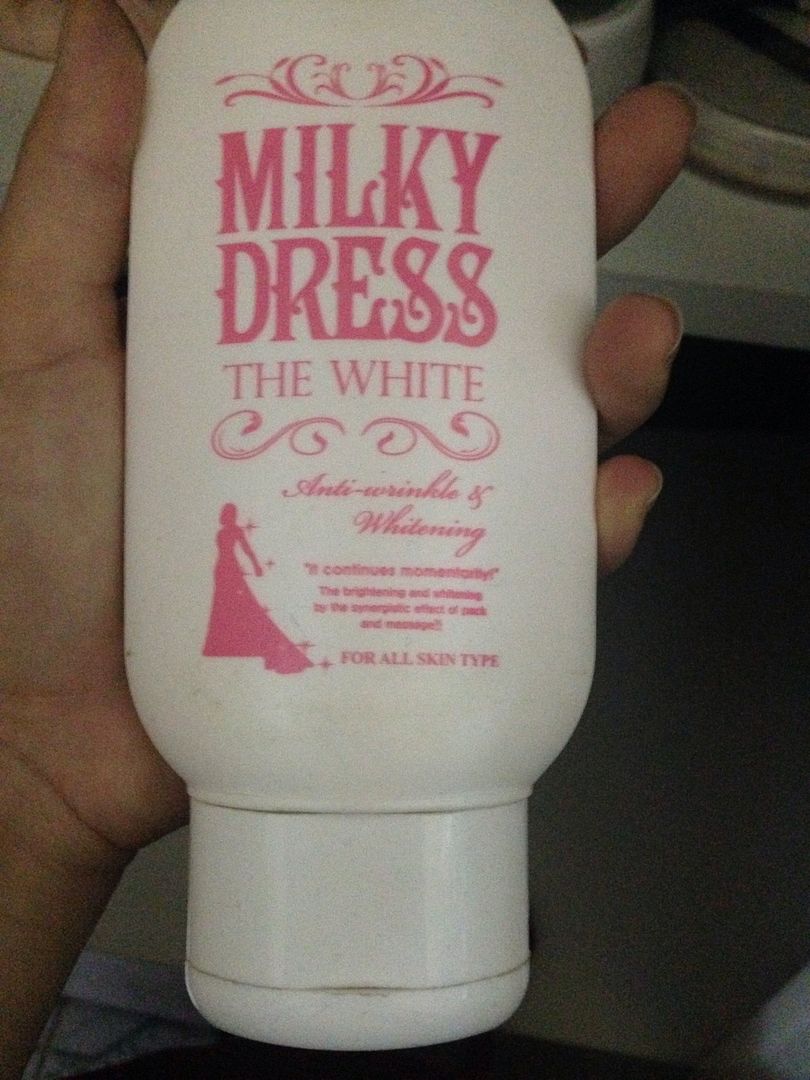 MILKY
DRESS
THE WHITE
Anti-wrinkle &
Whitening
"It continues momentarily!"
The brightening and whitening
by the synergistic effect of pack
and massage!!
FOR ALL SKIN TYPE